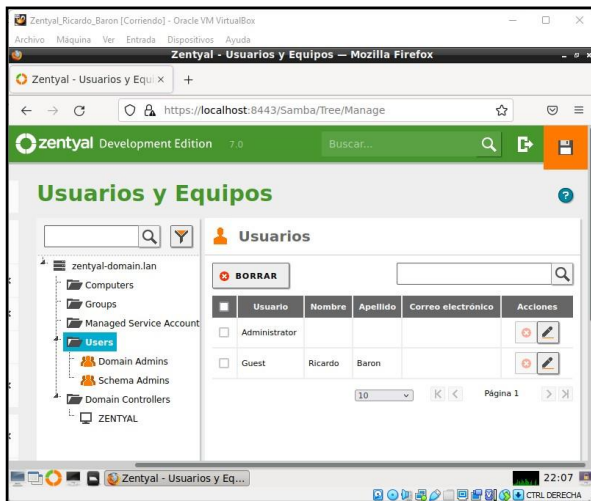 Zentyal_Ricardo_Baron [Corriendo] - Oracle VM VirtualBox
Archivo Máquina Ver Entrada Dispositivos Ayuda
Zentyal - Usuarios y Equipos — Mozilla Firefox
Zentyal - Usuarios y Equi
https://localhost:8443/Samba/Tree/Manage
zentyal Development Edition 7.0
Buscar...
Usuarios y Equipos
zentyal-domain.lan
Computers
Groups
Managed Service Account
Users
Domain Admins
Schema Admins
Domain Controllers
ZENTYAL
Usuarios
BORRAR
Usuario Nombre Apellido Correo electrónico Acciones
Administrator
Guest Ricardo Baron
10 Página 1
Zentyal - Usuarios y Eq...
22:07
CTRL DERECHA